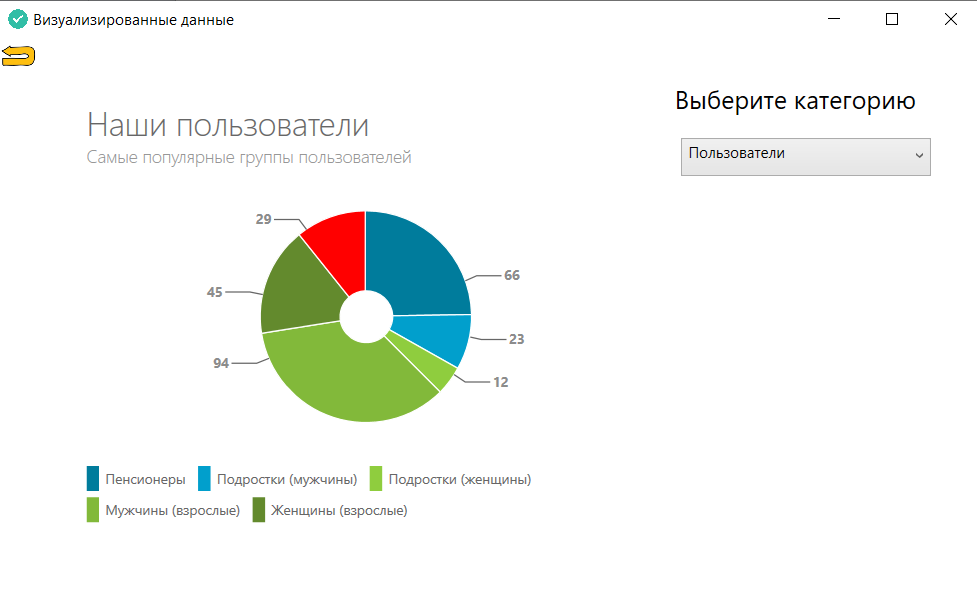 Визуализированные данные
Выберите категорию
Наши пользователи
Самые популярные группы пользователей
Пользователи
29
66
45
23
94
12
Пенсионеры
Подростки (мужчины)
Подростки (женщины)
Мужчины (взрослые)
Женщины (взрослые)